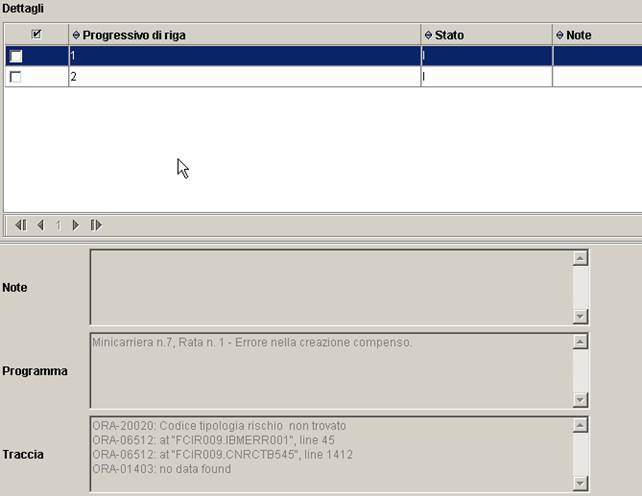 Dettagli
Progressivo di riga Stato Note
1 I
2 I
1
Note
Programma
Minicarriera n.7, Rata n. 1 - Errore nella creazione compenso.
Traccia
ORA-20020: Codice tipologia rischio  non trovato
ORA-06512: at "FCIR009.IBMERR001", line 45
ORA-06512: at "FCIR009.CNRCTB545", line 1412
ORA-01403: no data found